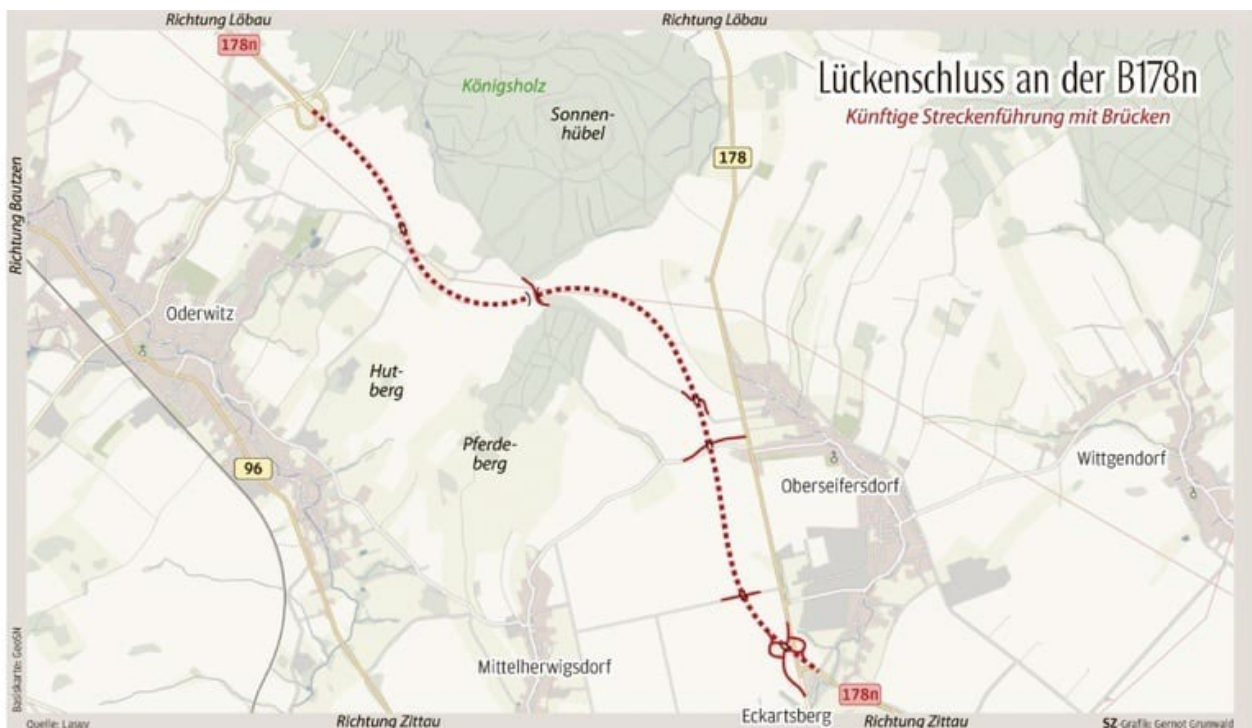 Richtung Löbau
Richtung Löbau
178n
Lückenschluss an der B178n
Künftige Streckenführung mit Brücken
Königsholz
Sonnen-
hübel
178
Richtung Bautzen
Oderwitz
Hut-
berg
Pferde-
berg
96
Oberseifersdorf
Wittgendorf
Mittelherwigsdorf
Eckartsberg
178n
Basiskarte: GeoSN
Quelle: Lasuv
Richtung Zittau
Richtung Zittau
SZ Grafik: Gernot Grunwald